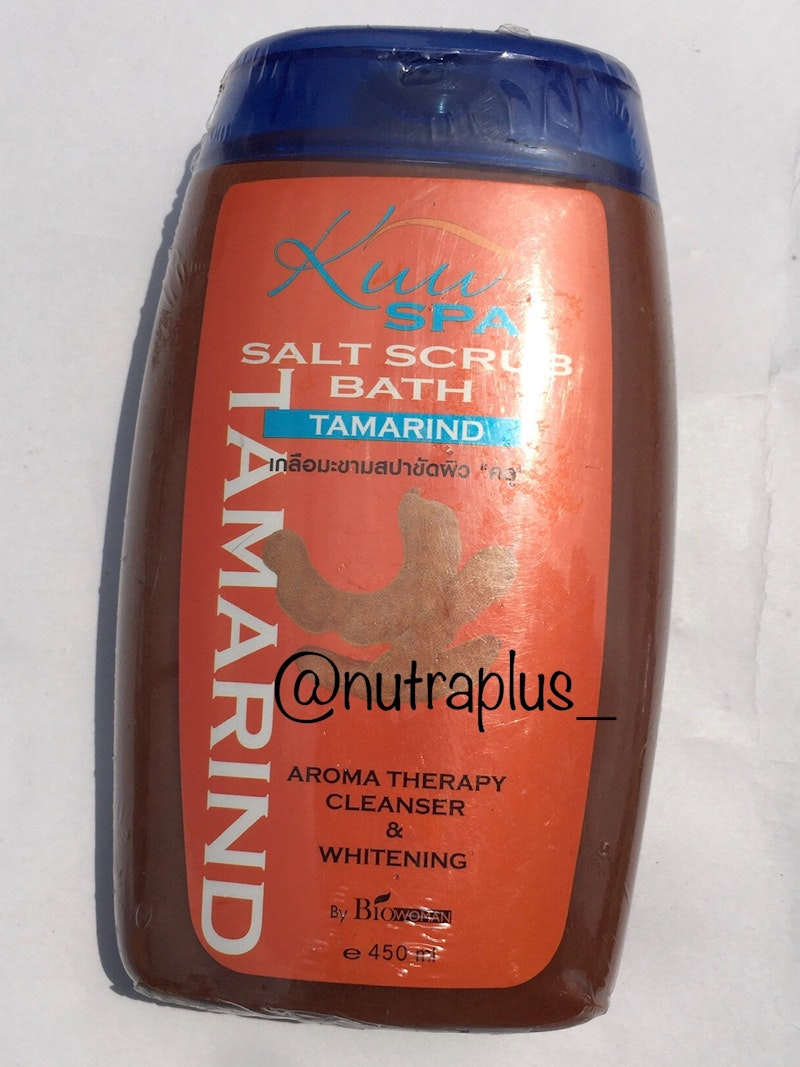 Kuu
SPA
SALT SCRUB
BATH
TAMARIND
เกลือมะขามสปาขัดผิว "คลู"
TAMARIND
@nutraplus_
AROMA THERAPY
CLEANSER
&
WHITENING
By BioWOMAN
e 450 ml